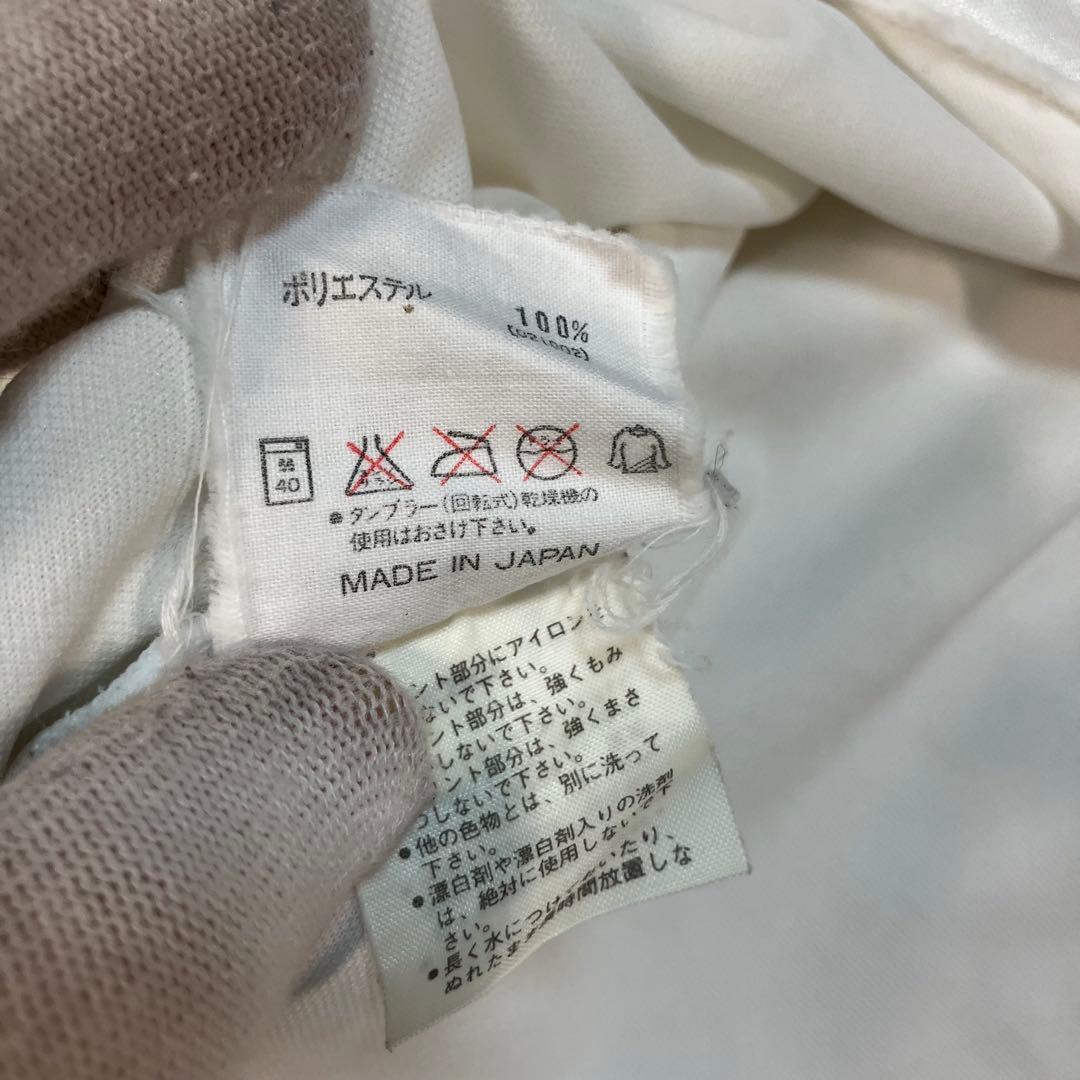 ポリエステル
100%
(021002)
弱
40
●タンブラー(回転式)乾燥機の
使用はおさけ下さい。
MADE IN JAPAN
ント部分にアイロンは
ないで下さい。
ント部分は、強くもみ
しないで下さい。
ント部分は、強くまさ
つしないで下さい。
●他の色物とは、別に洗って
下さい。
●漂白剤や漂白剤入りの洗剤
は、絶対に使用しないで下
さい。
●長く水につけ いたり、
ぬれたま 時間放置しな